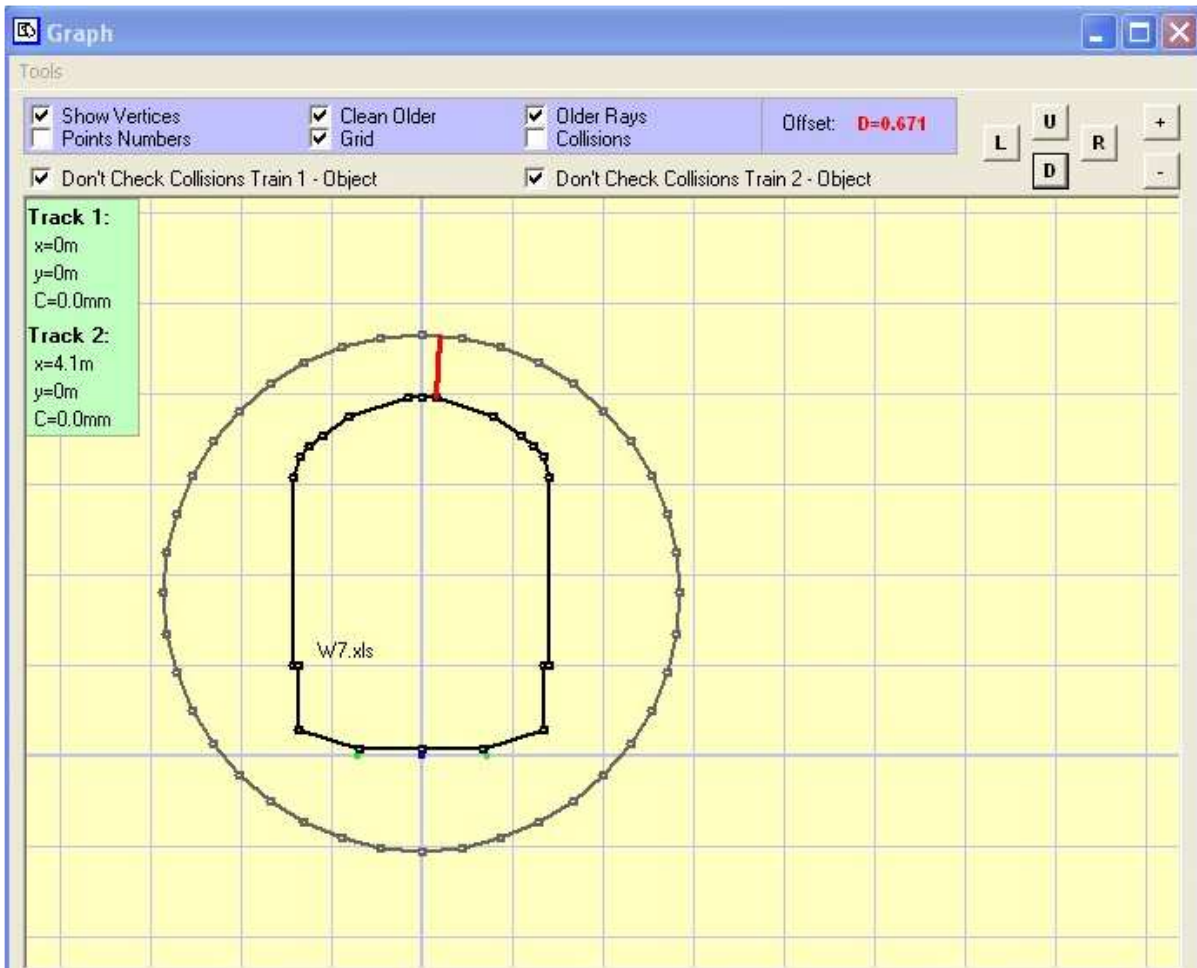 Graph
Tools
Show Vertices Clean Older Older Rays Offset: D=0.671
Points Numbers Grid Collisions
L U R + D -
Don't Check Collisions Train 1 - Object Don't Check Collisions Train 2 - Object
Track 1:
x=0m
y=0m
C=0.0mm
Track 2:
x=4.1m
y=0m
C=0.0mm
W7.xls